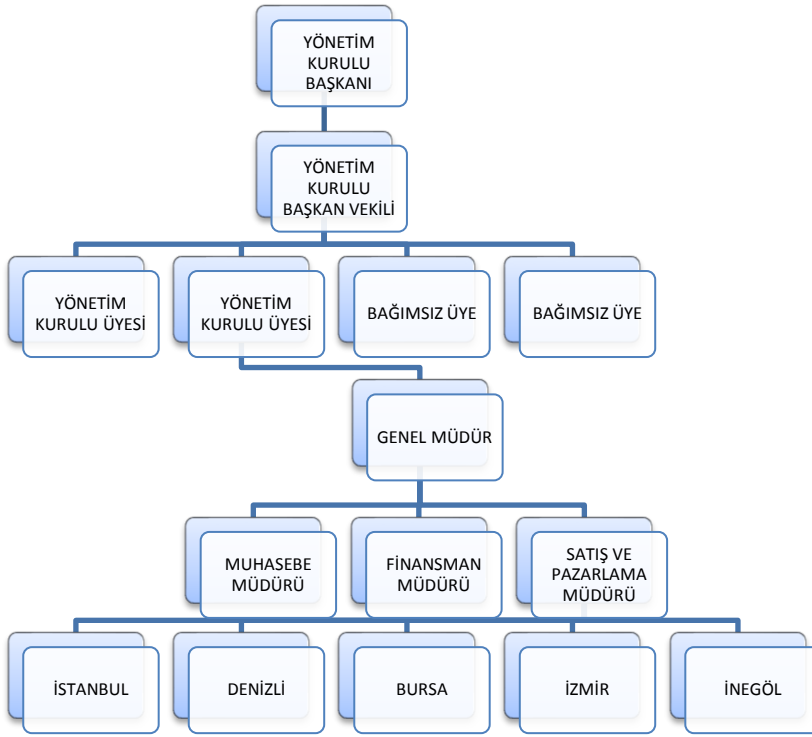 YÖNETİM
KURULU
BAŞKANI
YÖNETİM
KURULU
BAŞKAN VEKİLİ
YÖNETİM
KURULU ÜYESİ
YÖNETİM
KURULU ÜYESİ
BAĞIMSIZ ÜYE
BAĞIMSIZ ÜYE
GENEL MÜDÜR
MUHASEBE
MÜDÜRÜ
FİNANSMAN
MÜDÜRÜ
SATIŞ VE
PAZARLAMA
MÜDÜRÜ
İSTANBUL
DENİZLİ
BURSA
İZMİR
İNEGÖL